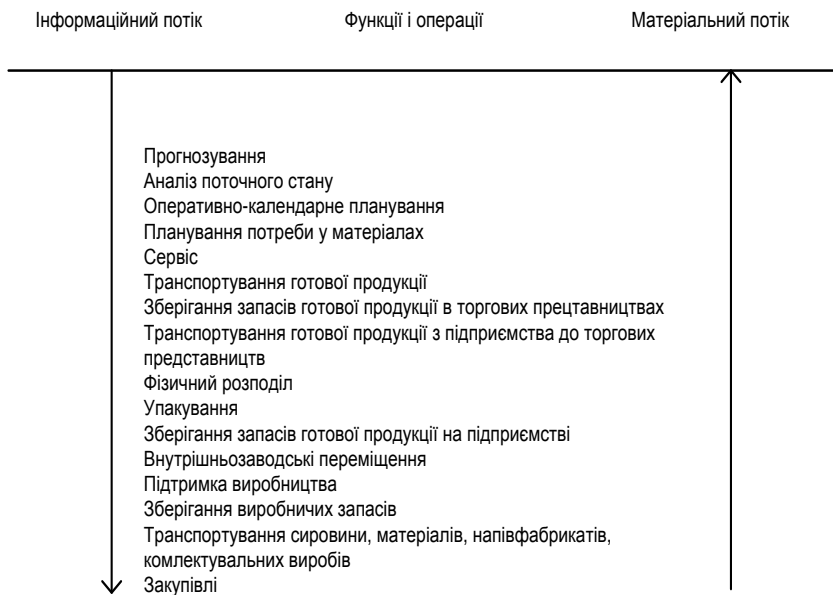 Інформаційний потік Функції і операції Матеріальний потік
Прогнозування
Аналіз поточного стану
Оперативно-календарне планування
Планування потреби у матеріалах
Сервіс
Транспортування готової продукції
Зберігання запасів готової продукції в торгових прецтавництвах
Транспортування готової продукції з підприємства до торгових
представництв
Фізичний розподіл
Упакування
Зберігання запасів готової продукції на підприємстві
Внутрішньозаводські переміщення
Підтримка виробництва
Зберігання виробничих запасів
Транспортування сировини, матеріалів, напівфабрикатів,
комлектувальних виробів
Закупівлі